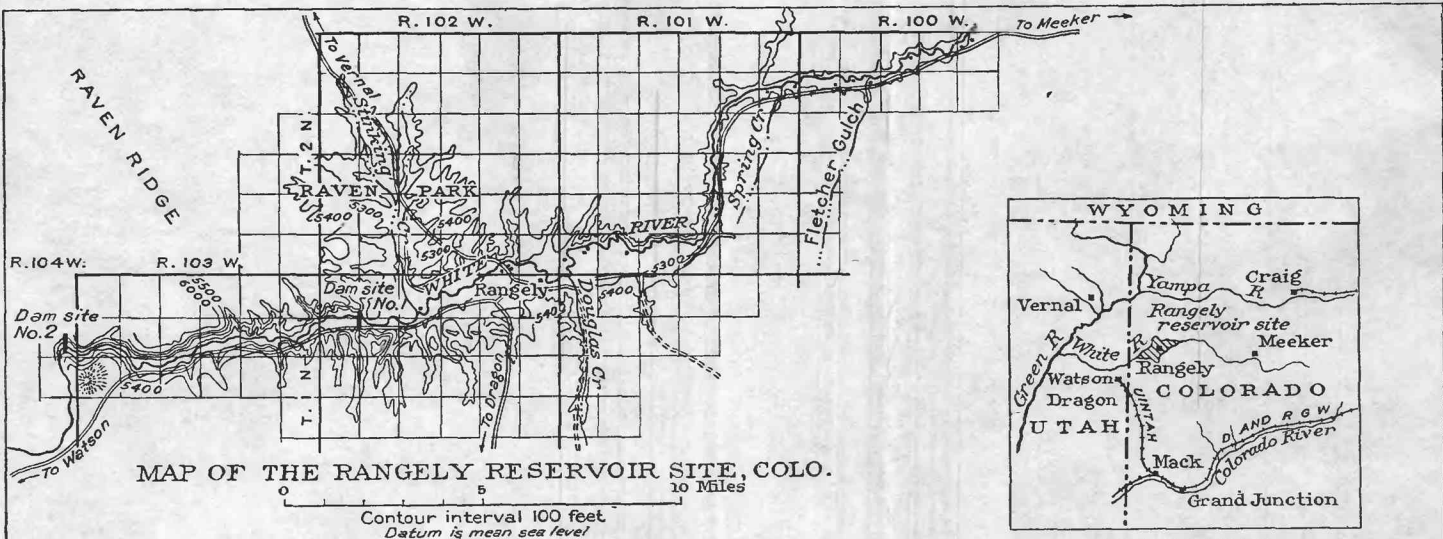 R. 102 W.
R. 101 W.
R. 100 W.
To Meeker
To Vernal
RAVEN RIDGE
Stinking
T. 2 N.
RAVEN PARK
5400
5300
5400
Cr.
5300
Spring Cr
Fletcher Gulch
RIVER
WHITE
5300
R. 104 W.
R. 103 W.
5500
6000
Dam site
No. 1
Rangely
5400
540
Douglas Cr
Dam site
No. 2
5400
T. 1 N.
To Dragon
To Watson
MAP OF THE RANGELY RESERVOIR SITE, COLO.
0 5 10 Miles
Contour interval 100 feet
Datum is mean sea level
WYOMING
Yampa R
Craig
Vernal
Rangely
reservoir site
Meeker
Green R
White R
Rangely
Watson
COLORADO
Dragon
UINTAH
UTAH
D AND R G W
Colorado River
Mack
Grand Junction